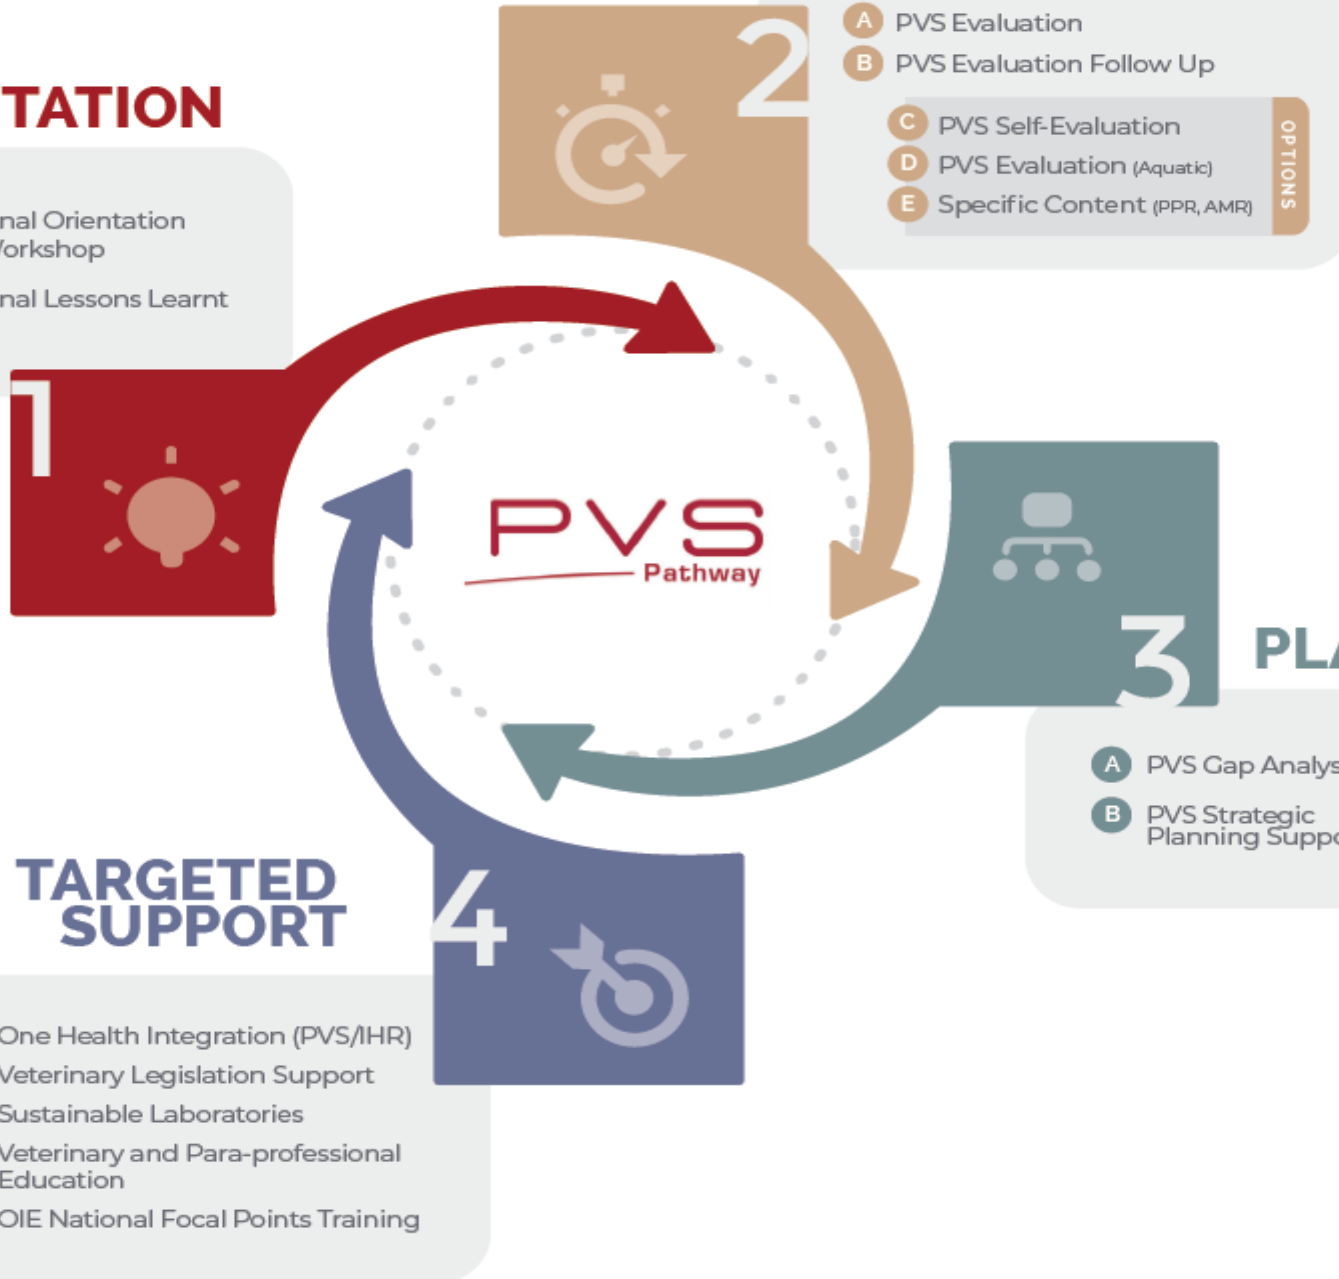 TATION
nal Orientation
orkshop
nal Lessons Learnt
1
2
A PVS Evaluation
B PVS Evaluation Follow Up
C PVS Self-Evaluation
D PVS Evaluation (Aquatic)
E Specific Content (PPR, AMR)
OPTIONS
PVS
Pathway
3
PLA
A PVS Gap Analys
B PVS Strategic
Planning Suppo
TARGETED
SUPPORT
4
One Health Integration (PVS/IHR)
Veterinary Legislation Support
Sustainable Laboratories
Veterinary and Para-professional
Education
OIE National Focal Points Training